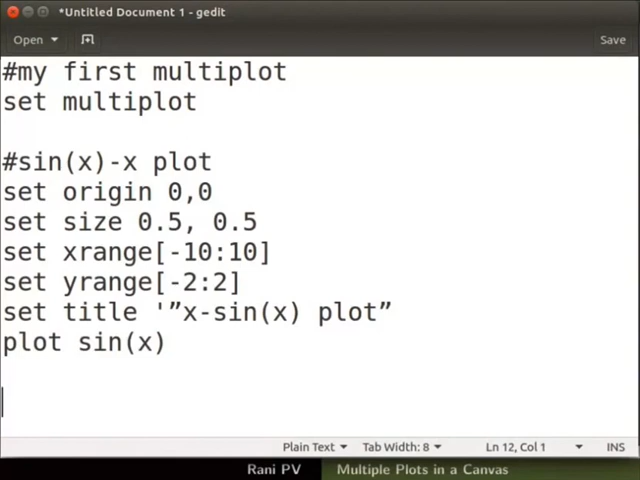 *Untitled Document 1 - gedit
Open
Save
#my first multiplot
set multiplot
#sin(x)-x plot
set origin 0,0
set size 0.5, 0.5
set xrange[-10:10]
set yrange[-2:2]
set title '”x-sin(x) plot”
plot sin(x)
Plain Text Tab Width: 8 Ln 12, Col 1 INS
Rani PV Multiple Plots in a Canvas